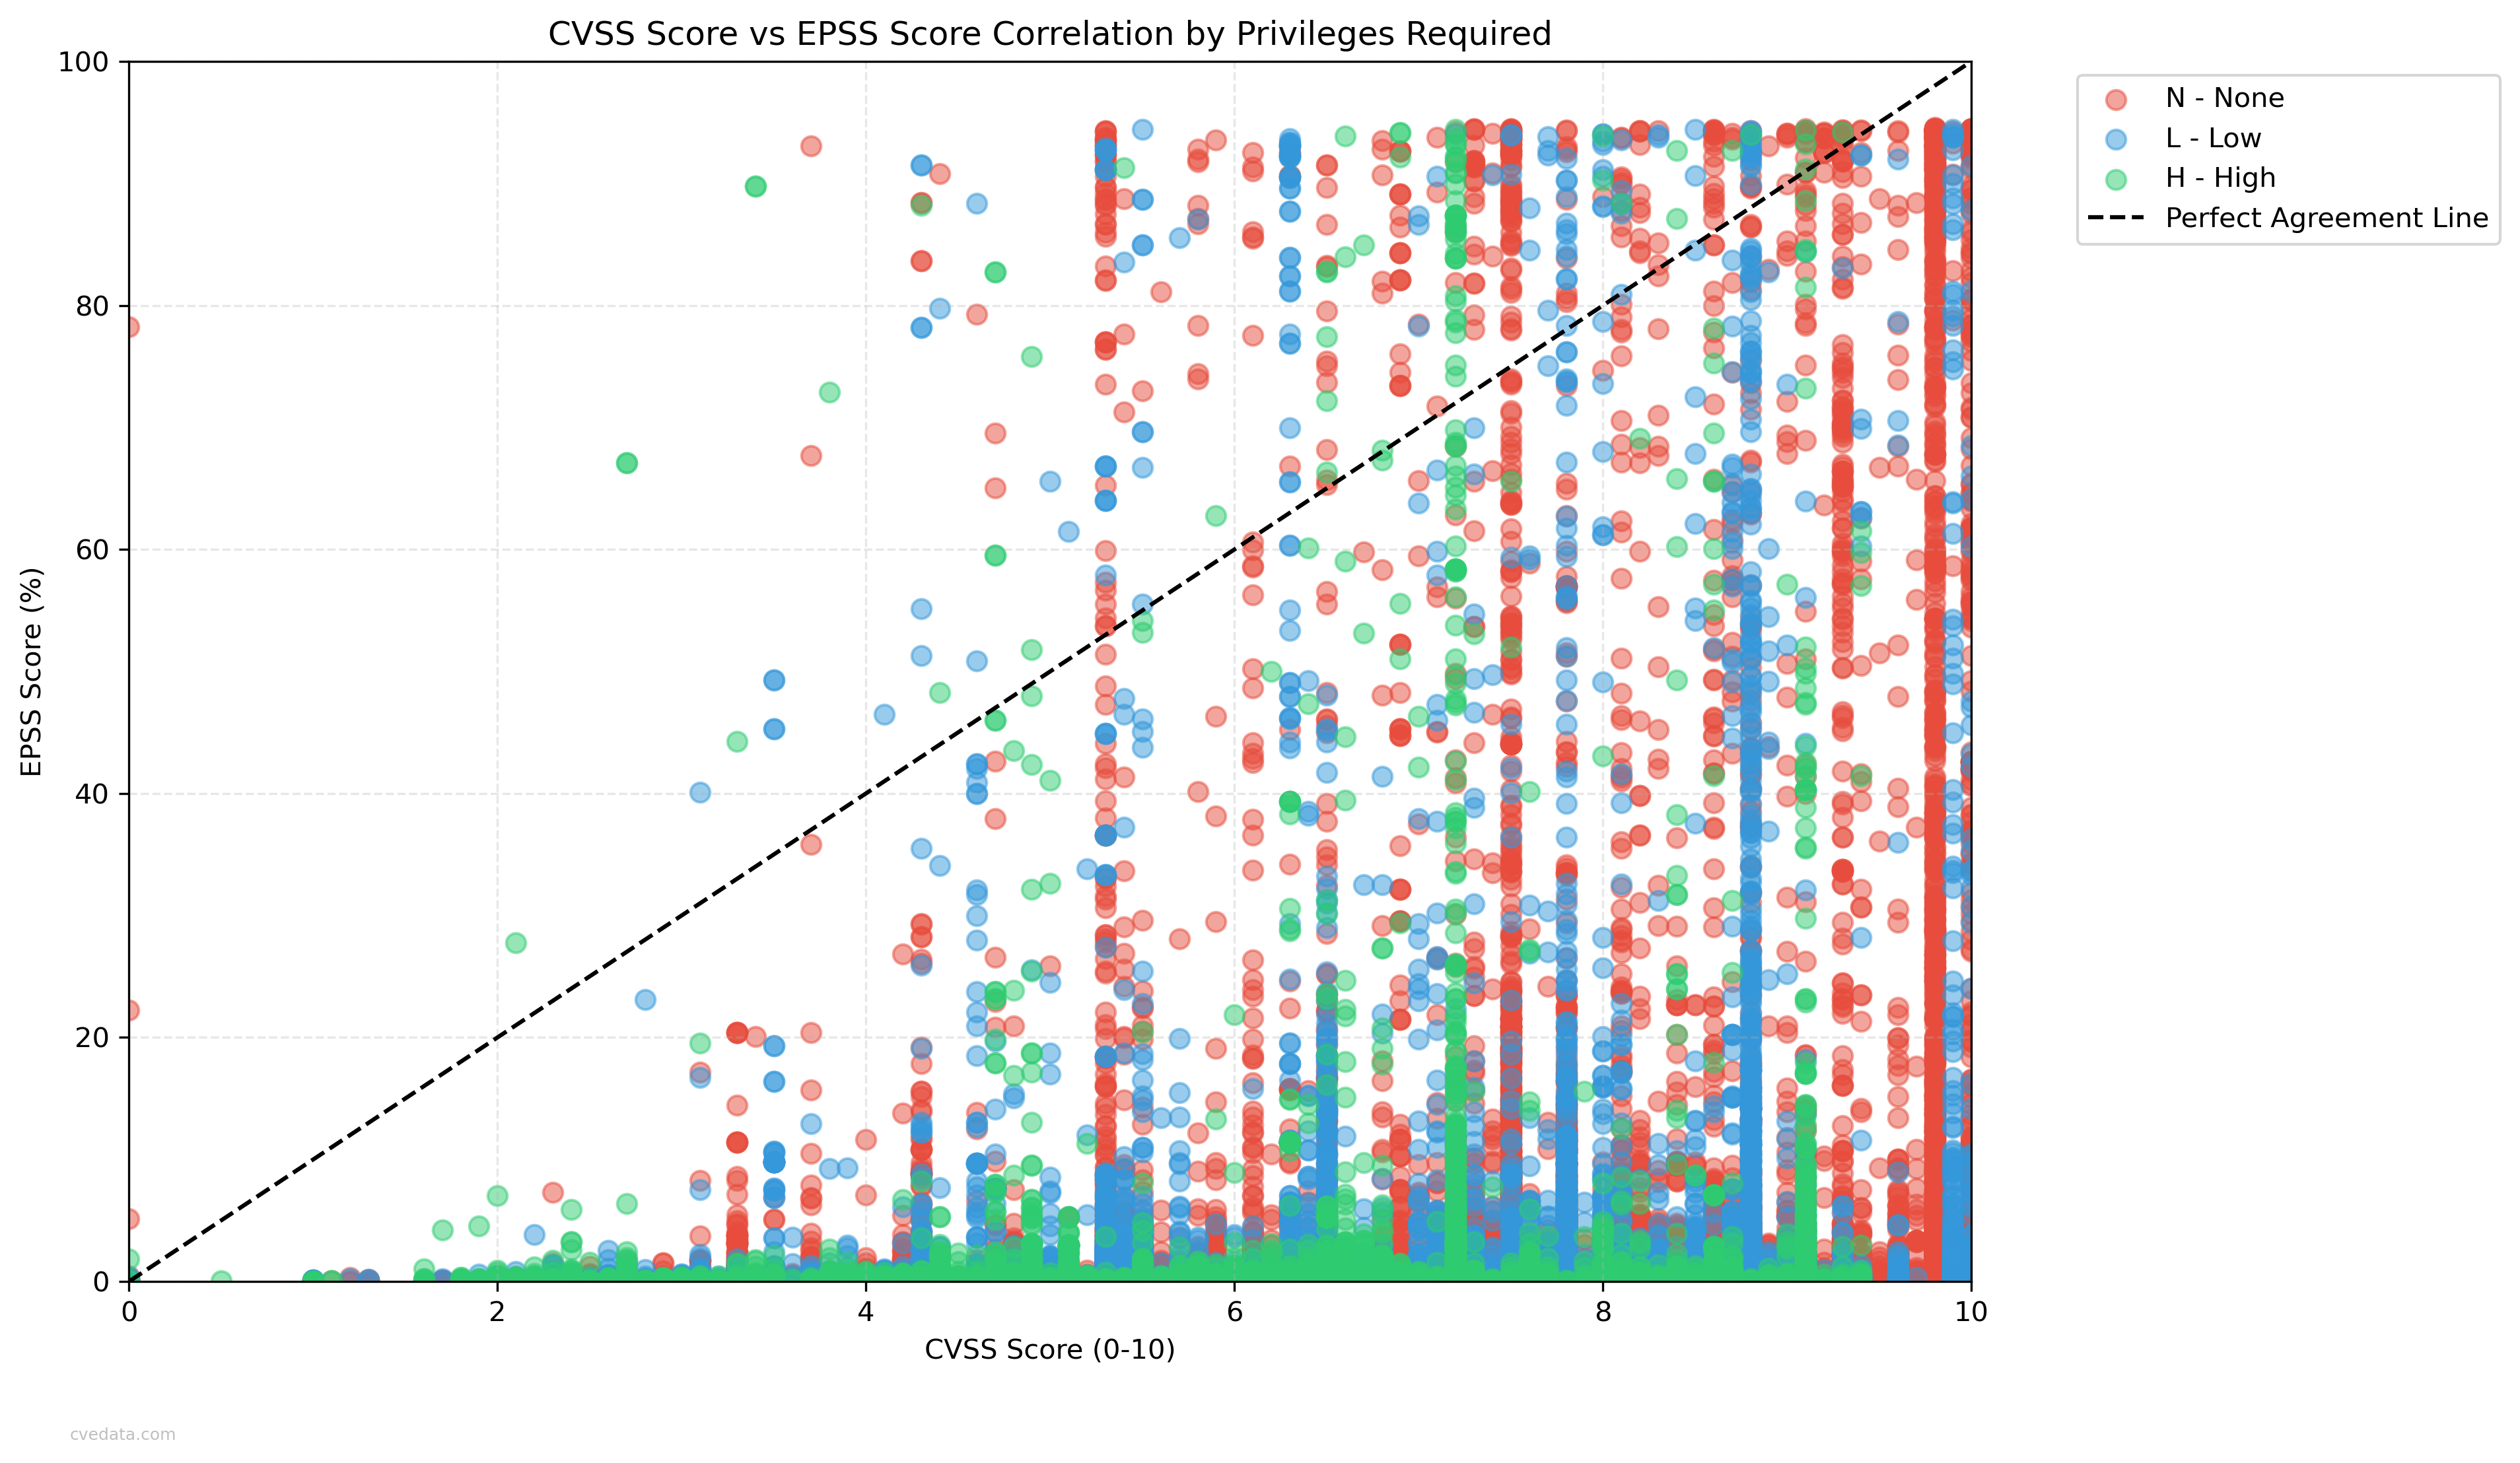 CVSS Score vs EPSS Score Correlation by Privileges Required
N - None
L - Low
H - High
Perfect Agreement Line
EPSS Score (%)
100
80
60
40
20
0
0 2 4 6 8 10
CVSS Score (0-10)
cvedata.com